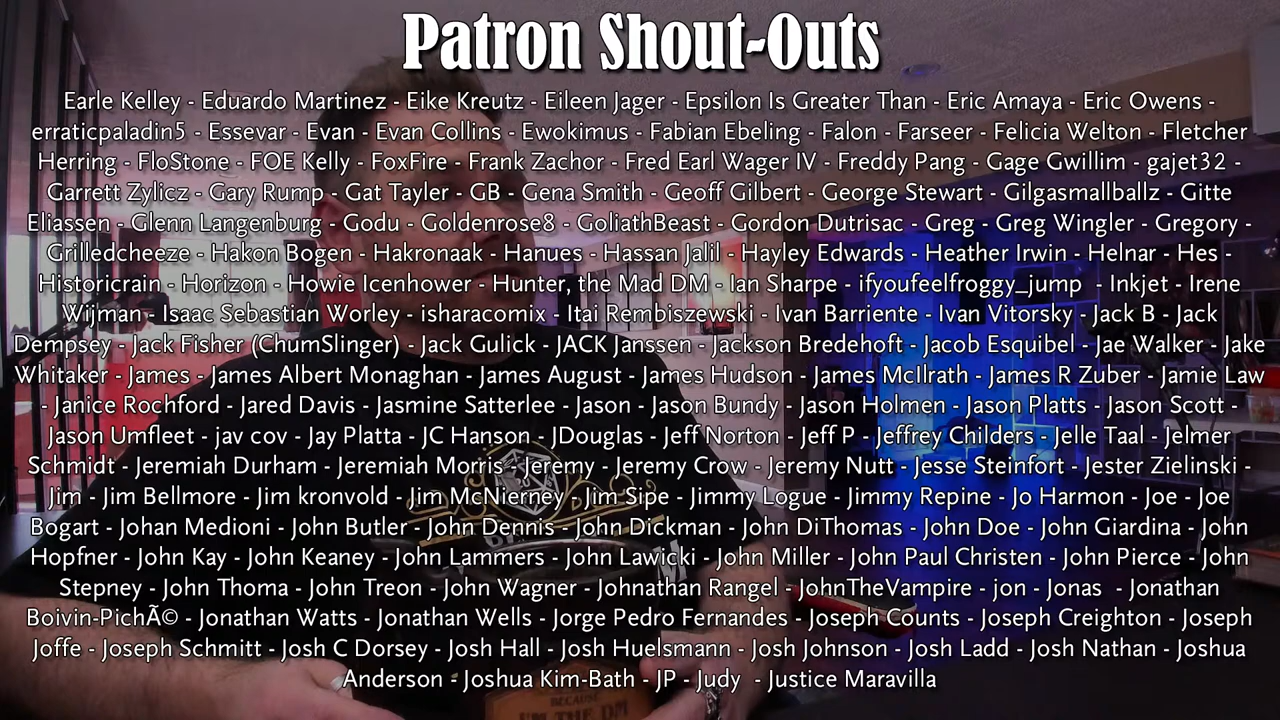 Patron Shout-Outs
Earle Kelley - Eduardo Martinez - Eike Kreutz - Eileen Jager - Epsilon Is Greater Than - Eric Amaya - Eric Owens -
erraticpaladin5 - Essevar - Evan - Evan Collins - Ewokimus - Fabian Ebeling - Falon - Farseer - Felicia Welton - Fletcher
Herring - FloStone - FOE Kelly - FoxFire - Frank Zachor - Fred Earl Wager IV - Freddy Pang - Gage Gwillim - gajet32 -
Garrett Zylicz - Gary Rump - Gat Tayler - GB - Gena Smith - Geoff Gilbert - George Stewart - Gilgasmallballz - Gitte
Eliassen - Glenn Langenburg - Godu - Goldenrose8 - GoliathBeast - Gordon Dutrisac - Greg - Greg Wingler - Gregory -
Grilledcheeze - Hakon Bogen - Hakronaak - Hanues - Hassan Jalil - Hayley Edwards - Heather Irwin - Helnar - Hes -
Historicrain - Horizon - Howie Icenhower - Hunter, the Mad DM - Ian Sharpe - ifyoufeelfroggy_jump - Inkjet - Irene
Wijman - Isaac Sebastian Worley - isharacomix - Itai Rembiszewski - Ivan Barriente - Ivan Vitorsky - Jack B - Jack
Dempsey - Jack Fisher (ChumSlinger) - Jack Gulick - JACK Janssen - Jackson Bredehoft - Jacob Esquibel - Jae Walker - Jake
Whitaker - James - James Albert Monaghan - James August - James Hudson - James McIlrath - James R Zuber - Jamie Law
- Janice Rochford - Jared Davis - Jasmine Satterlee - Jason - Jason Bundy - Jason Holmen - Jason Platts - Jason Scott -
Jason Umfleet - jav cov - Jay Platta - JC Hanson - JDouglas - Jeff Norton - Jeff P - Jeffrey Childers - Jelle Taal - Jelmer
Schmidt - Jeremiah Durham - Jeremiah Morris - Jeremy - Jeremy Crow - Jeremy Nutt - Jesse Steinfort - Jester Zielinski -
Jim - Jim Bellmore - Jim kronvold - Jim McNierney - Jim Sipe - Jimmy Logue - Jimmy Repine - Jo Harmon - Joe - Joe
Bogart - Johan Medioni - John Butler - John Dennis - John Dickman - John DiThomas - John Doe - John Giardina - John
Hopfner - John Kay - John Keaney - John Lammers - John Lawicki - John Miller - John Paul Christen - John Pierce - John
Stepney - John Thoma - John Treon - John Wagner - Johnathan Rangel - JohnTheVampire - jon - Jonas - Jonathan
Boivin-PichÃ© - Jonathan Watts - Jonathan Wells - Jorge Pedro Fernandes - Joseph Counts - Joseph Creighton - Joseph
Joffe - Joseph Schmitt - Josh C Dorsey - Josh Hall - Josh Huelsmann - Josh Johnson - Josh Ladd - Josh Nathan - Joshua
Anderson - Joshua Kim-Bath - JP - Judy - Justice Maravilla
BECAUSE
I'M THE DM